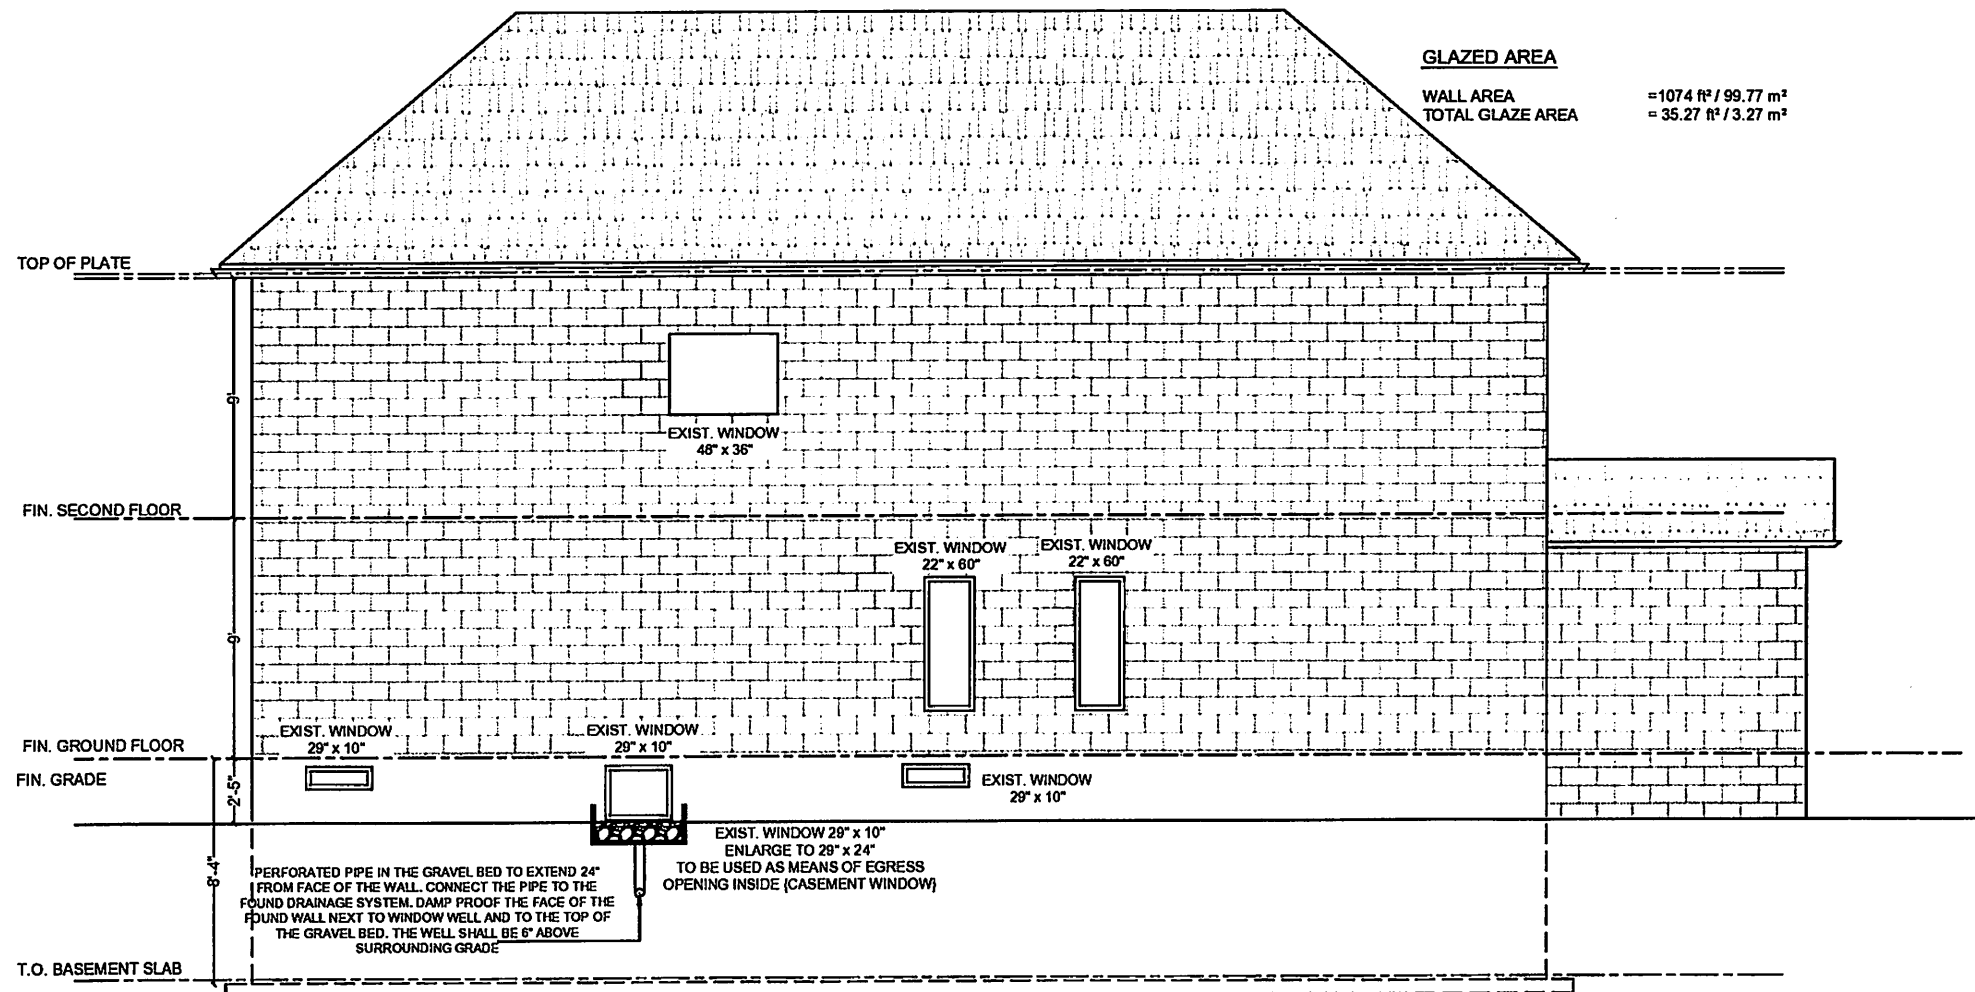 GLAZED AREA
WALL AREA =1074 ft² / 99.77 m²
TOTAL GLAZE AREA = 35.27 ft² / 3.27 m²
TOP OF PLATE
9'
EXIST. WINDOW
48" x 36"
FIN. SECOND FLOOR
EXIST. WINDOW
22" x 60"
EXIST. WINDOW
22" x 60"
9'
FIN. GROUND FLOOR
EXIST. WINDOW
29" x 10"
EXIST. WINDOW
29" x 10"
FIN. GRADE
2'-5"
EXIST. WINDOW
29" x 10"
EXIST. WINDOW 29" x 10"
ENLARGE TO 29" x 24"
TO BE USED AS MEANS OF EGRESS
OPENING INSIDE (CASEMENT WINDOW)
8'-4"
PERFORATED PIPE IN THE GRAVEL BED TO EXTEND 24"
FROM FACE OF THE WALL. CONNECT THE PIPE TO THE
FOUND DRAINAGE SYSTEM. DAMP PROOF THE FACE OF THE
FOUND WALL NEXT TO WINDOW WELL AND TO THE TOP OF
THE GRAVEL BED. THE WELL SHALL BE 6" ABOVE
SURROUNDING GRADE
T.O. BASEMENT SLAB